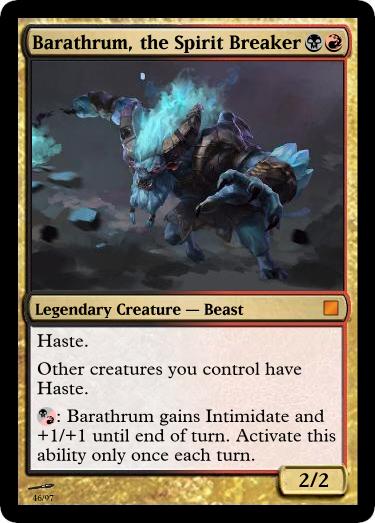 Barathrum, the Spirit Breaker
Legendary Creature — Beast
Haste.
Other creatures you control have
Haste.
: Barathrum gains Intimidate and
+1/+1 until end of turn. Activate this
ability only once each turn.
2/2
46/97